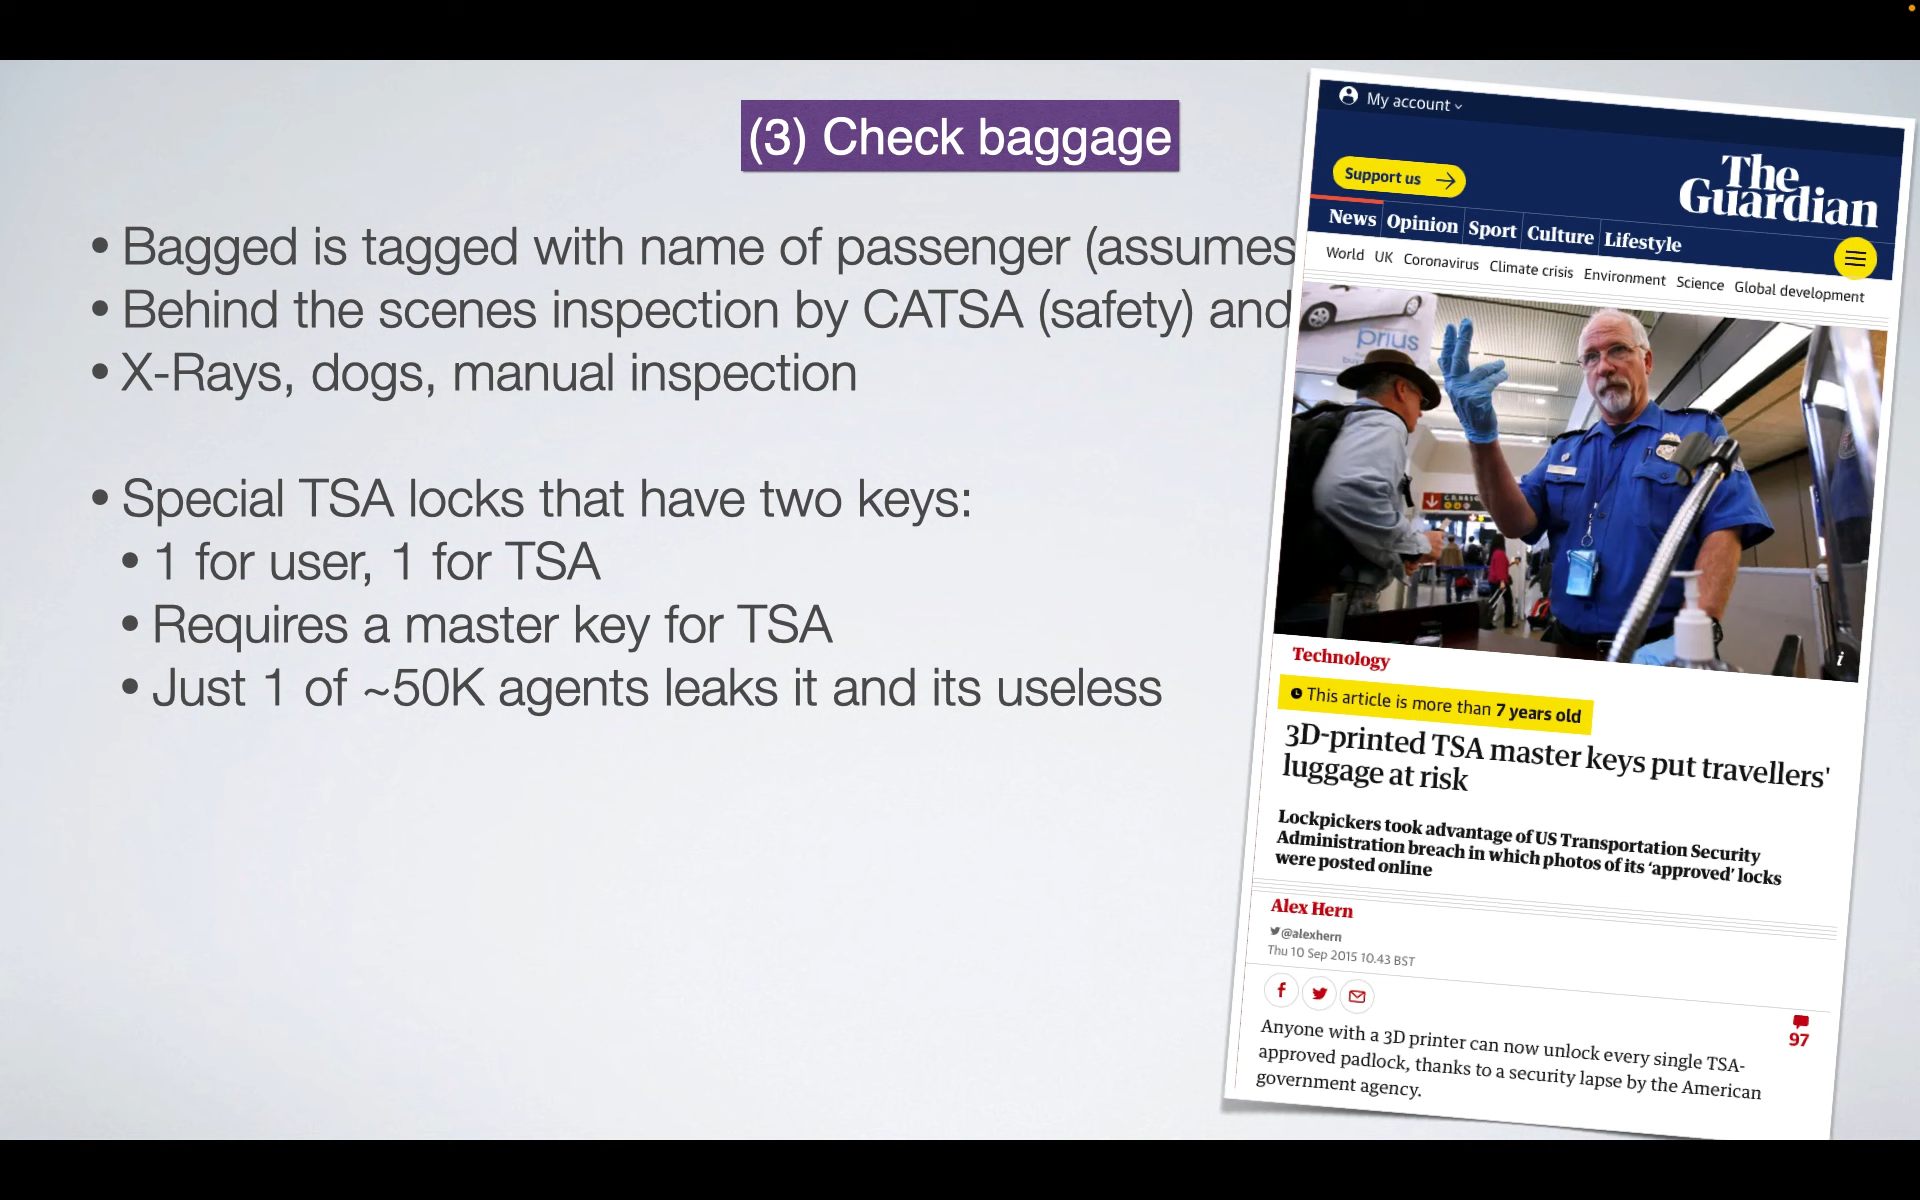 (3) Check baggage
• Bagged is tagged with name of passenger (assumes
• Behind the scenes inspection by CATSA (safety) and
• X-Rays, dogs, manual inspection
• Special TSA locks that have two keys:
• 1 for user, 1 for TSA
• Requires a master key for TSA
• Just 1 of ~50K agents leaks it and its useless
My account
Support us
The
Guardian
News Opinion Sport Culture Lifestyle
World UK Coronavirus Climate crisis Environment Science Global development
prius
Technology
This article is more than 7 years old
3D-printed TSA master keys put travellers'
luggage at risk
Lockpickers took advantage of US Transportation Security
Administration breach in which photos of its ‘approved’ locks
were posted online
Alex Hern
@alexhern
Thu 10 Sep 2015 10.43 BST
97
Anyone with a 3D printer can now unlock every single TSA-
approved padlock, thanks to a security lapse by the American
government agency.